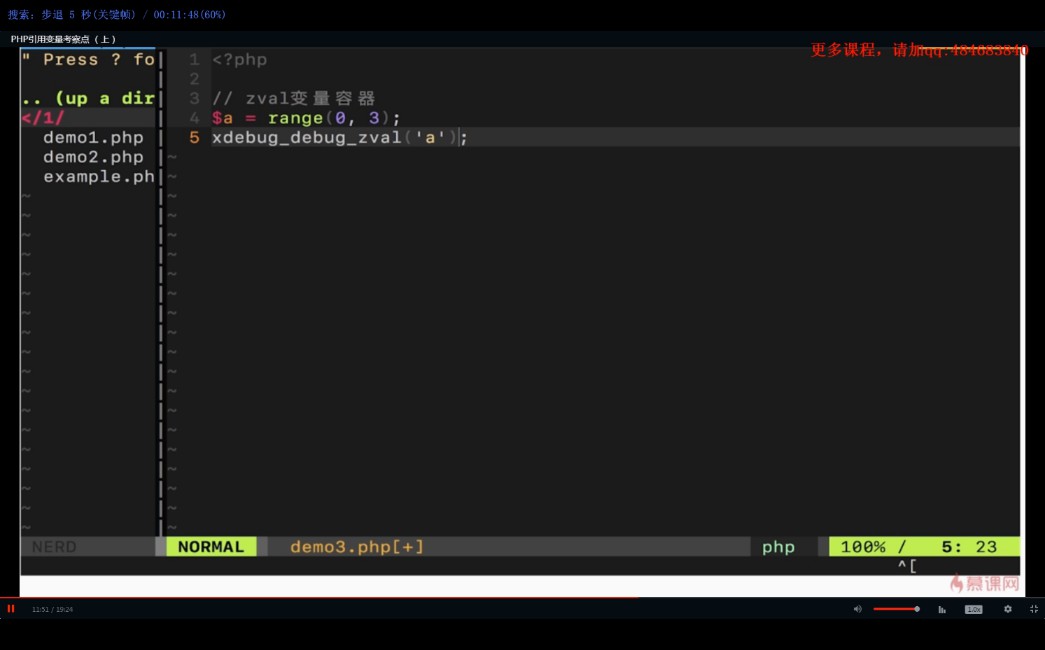 搜索: 步退 5 秒(关键帧) / 00:11:48(60%)
PHP引用变量考察点（上）
更多课程，请加qq:484683840
" Press ? fo
.. (up a dir
</1/
demo1.php
demo2.php
example.ph
1 <?php
2
3 // zval变量容器
4 $a = range(0, 3);
5 xdebug_debug_zval('a');
NERD
NORMAL demo3.php[+] php 100% / 5: 23
^[
慕课网
11:51 / 19:24
1.0x